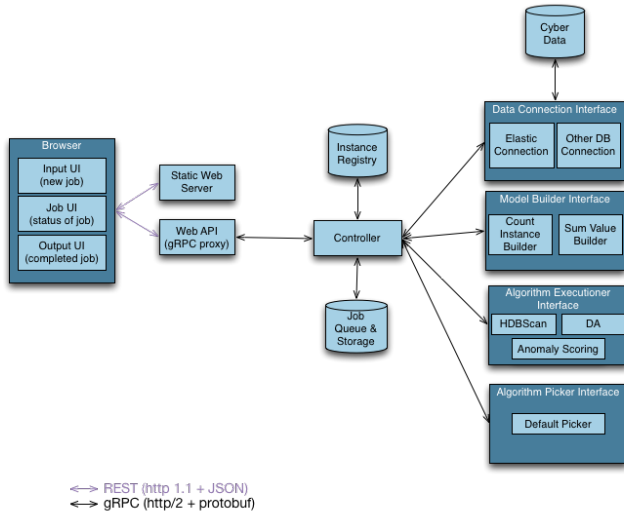 Cyber
Data
Data Connection Interface
Elastic
Connection
Other DB
Connection
Browser
Input UI
(new job)
Job UI
(status of job)
Output UI
(completed job)
Static Web
Server
Web API
(gRPC proxy)
Instance
Registry
Controller
Job
Queue &
Storage
Model Builder Interface
Count
Instance
Builder
Sum Value
Builder
Algorithm Executioner
Interface
HDBScan
DA
Anomaly Scoring
Algorithm Picker Interface
Default Picker
REST (http 1.1 + JSON)
gRPC (http/2 + protobuf)